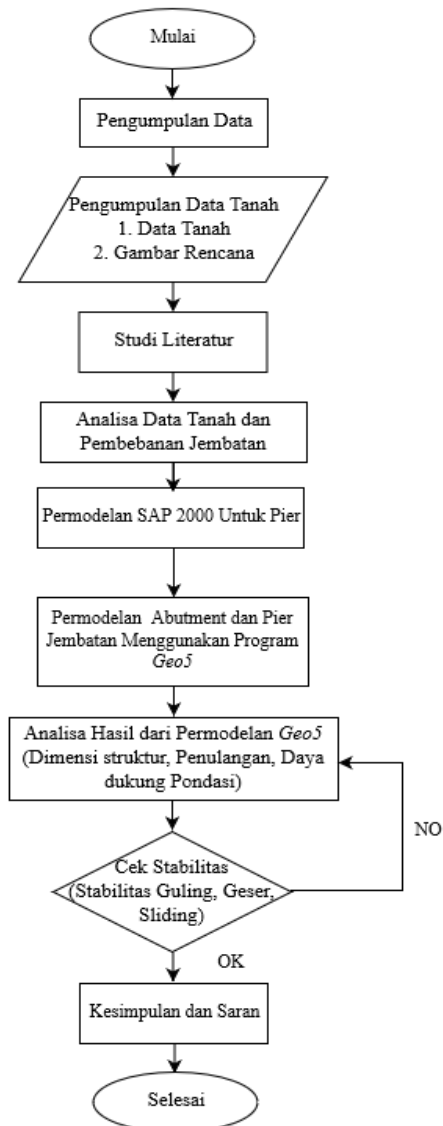 Mulai
Pengumpulan Data
Pengumpulan Data Tanah
1. Data Tanah
2. Gambar Rencana
Studi Literatur
Analisa Data Tanah dan
Pembebanan Jembatan
Permodelan SAP 2000 Untuk Pier
Permodelan Abutment dan Pier
Jembatan Menggunakan Program
Geo5
Analisa Hasil dari Permodelan Geo5
(Dimensi struktur, Penulangan, Daya
dukung Pondasi)
NO
Cek Stabilitas
(Stabilitas Guling, Geser,
Sliding)
OK
Kesimpulan dan Saran
Selesai